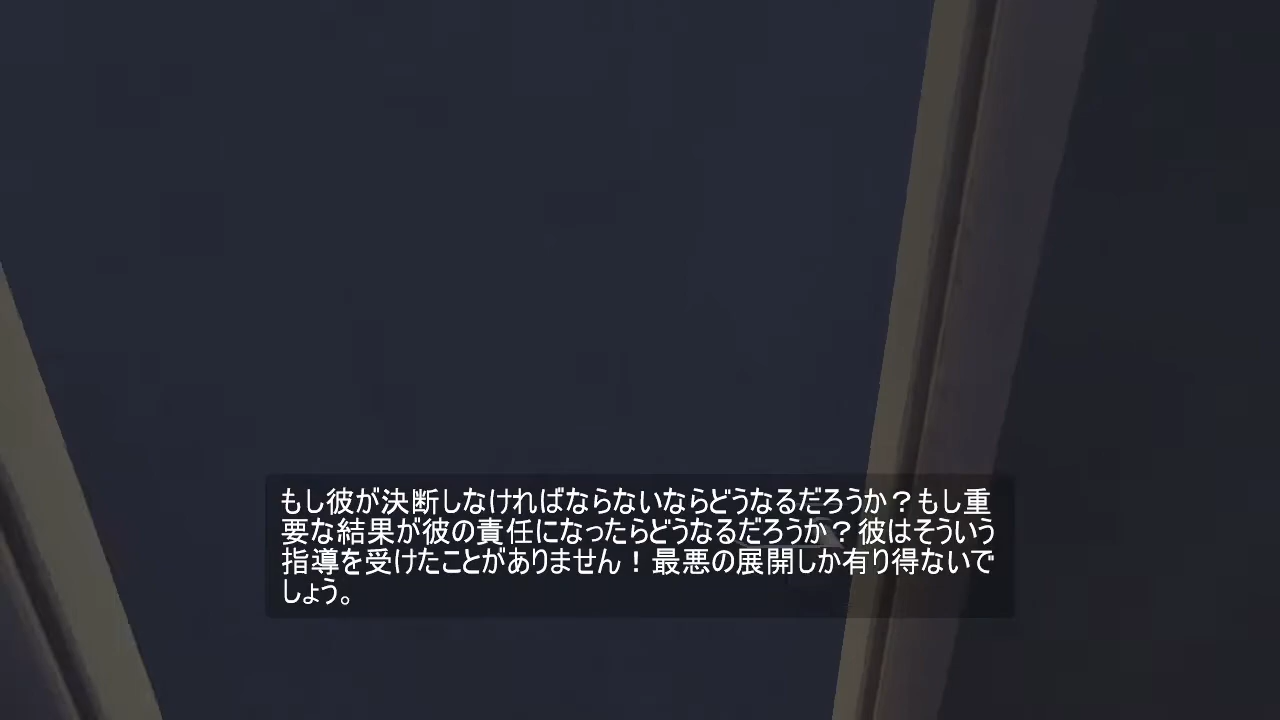 もし彼が決断しなければならないならどうなるだろうか？もし重
要な結果が彼の責任になったらどうなるだろうか？彼はそういう
指導を受けたことがありません！最悪の展開しか有り得ないで
しょう。